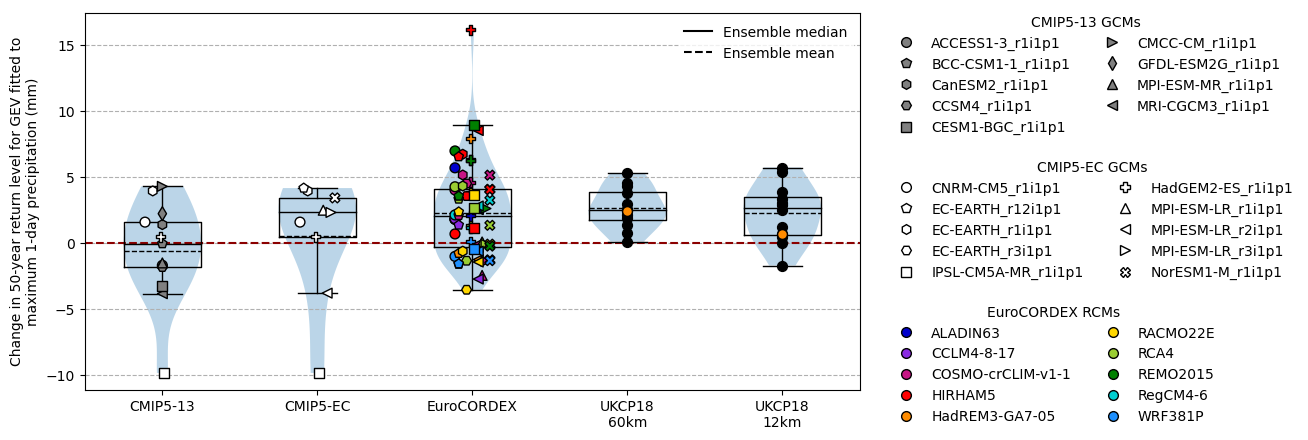 Change in 50-year return level for GEV fitted to
maximum 1-day precipitation (mm)
15
10
5
0
−5
−10
Ensemble median
Ensemble mean
CMIP5-13
CMIP5-EC
EuroCORDEX
UKCP18
60km
UKCP18
12km
CMIP5-13 GCMs
ACCESS1-3_r1i1p1
BCC-CSM1-1_r1i1p1
CanESM2_r1i1p1
CCSM4_r1i1p1
CESM1-BGC_r1i1p1
CMCC-CM_r1i1p1
GFDL-ESM2G_r1i1p1
MPI-ESM-MR_r1i1p1
MRI-CGCM3_r1i1p1
CMIP5-EC GCMs
CNRM-CM5_r1i1p1
EC-EARTH_r12i1p1
EC-EARTH_r1i1p1
EC-EARTH_r3i1p1
IPSL-CM5A-MR_r1i1p1
HadGEM2-ES_r1i1p1
MPI-ESM-LR_r1i1p1
MPI-ESM-LR_r2i1p1
MPI-ESM-LR_r3i1p1
NorESM1-M_r1i1p1
EuroCORDEX RCMs
ALADIN63
CCLM4-8-17
COSMO-crCLIM-v1-1
HIRHAM5
HadREM3-GA7-05
RACMO22E
RCA4
REMO2015
RegCM4-6
WRF381P